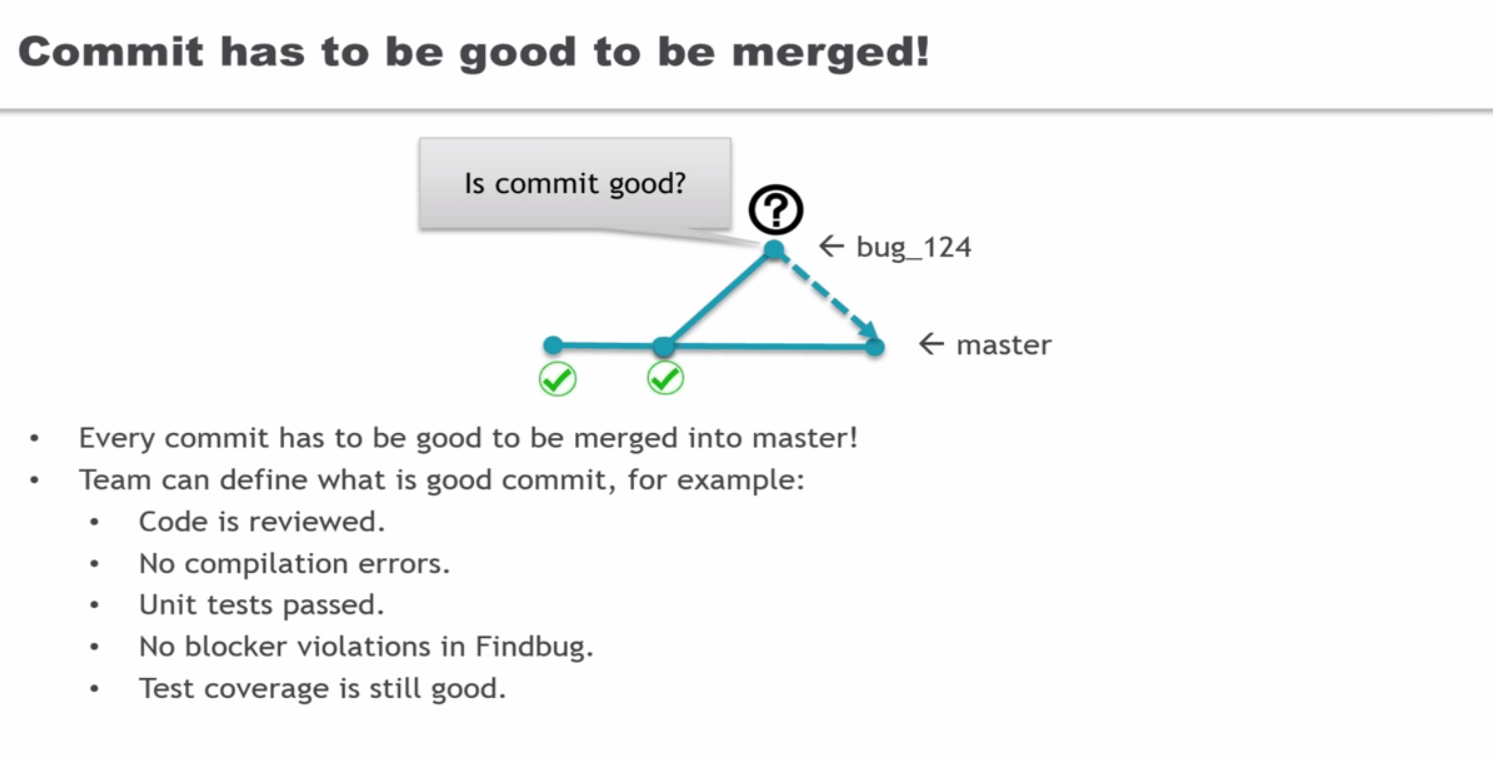 Commit has to be good to be merged!
Is commit good?
?
← bug_124
← master
• Every commit has to be good to be merged into master!
• Team can define what is good commit, for example:
• Code is reviewed.
• No compilation errors.
• Unit tests passed.
• No blocker violations in Findbug.
• Test coverage is still good.